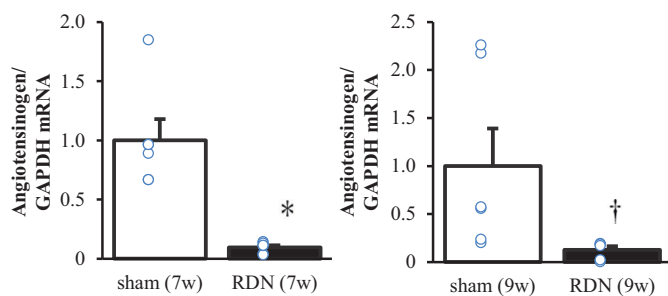 Angiotensinogen/
GAPDH mRNA
2.0
1.5
1.0
0.5
0
*
sham (7w)
RDN (7w)
Angiotensinogen/
GAPDH mRNA
2.5
2.0
1.5
1.0
0.5
0
†
sham (9w)
RDN (9w)